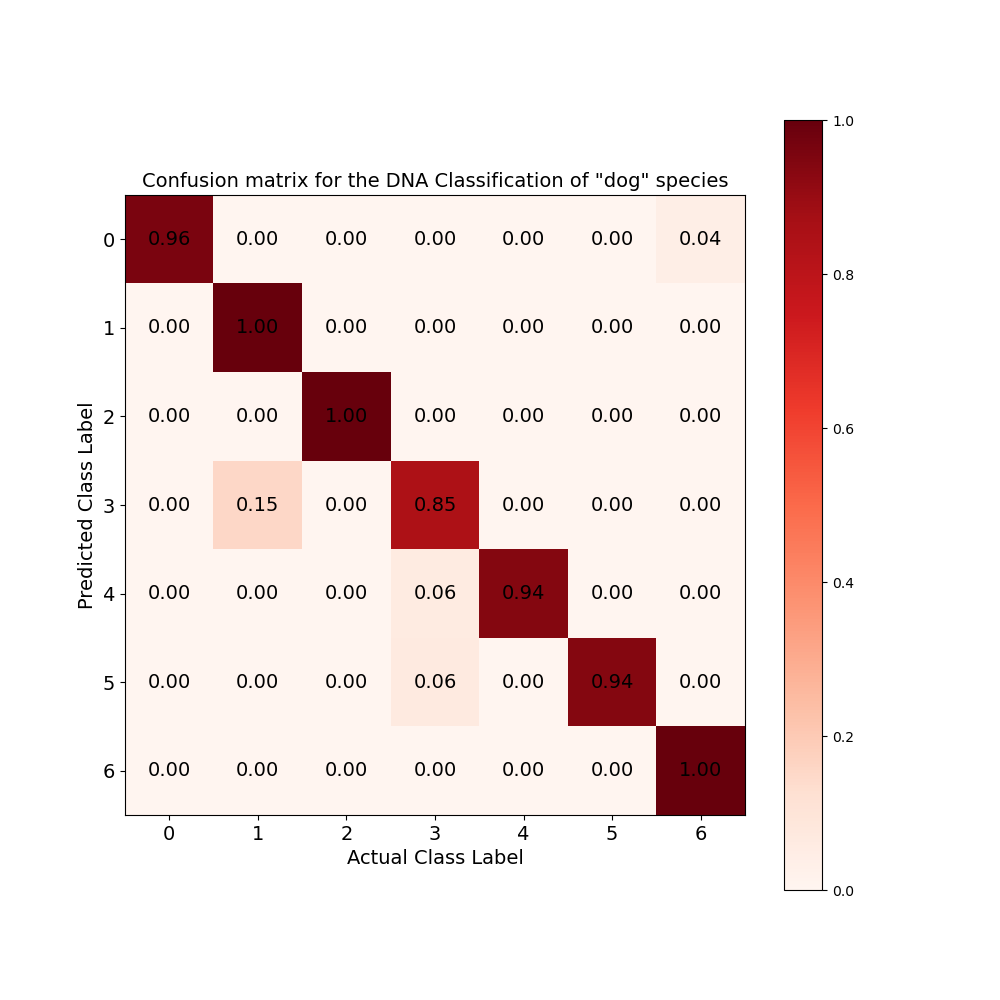 Confusion matrix for the DNA Classification of "dog" species
0 0.96 0.00 0.00 0.00 0.00 0.00 0.04
1 0.00 1.00 0.00 0.00 0.00 0.00 0.00
2 0.00 0.00 1.00 0.00 0.00 0.00 0.00
3 0.00 0.15 0.00 0.85 0.00 0.00 0.00
4 0.00 0.00 0.00 0.06 0.94 0.00 0.00
5 0.00 0.00 0.00 0.06 0.00 0.94 0.00
6 0.00 0.00 0.00 0.00 0.00 0.00 1.00
0 1 2 3 4 5 6
Actual Class Label
Predicted Class Label
1.0
0.8
0.6
0.4
0.2
0.0